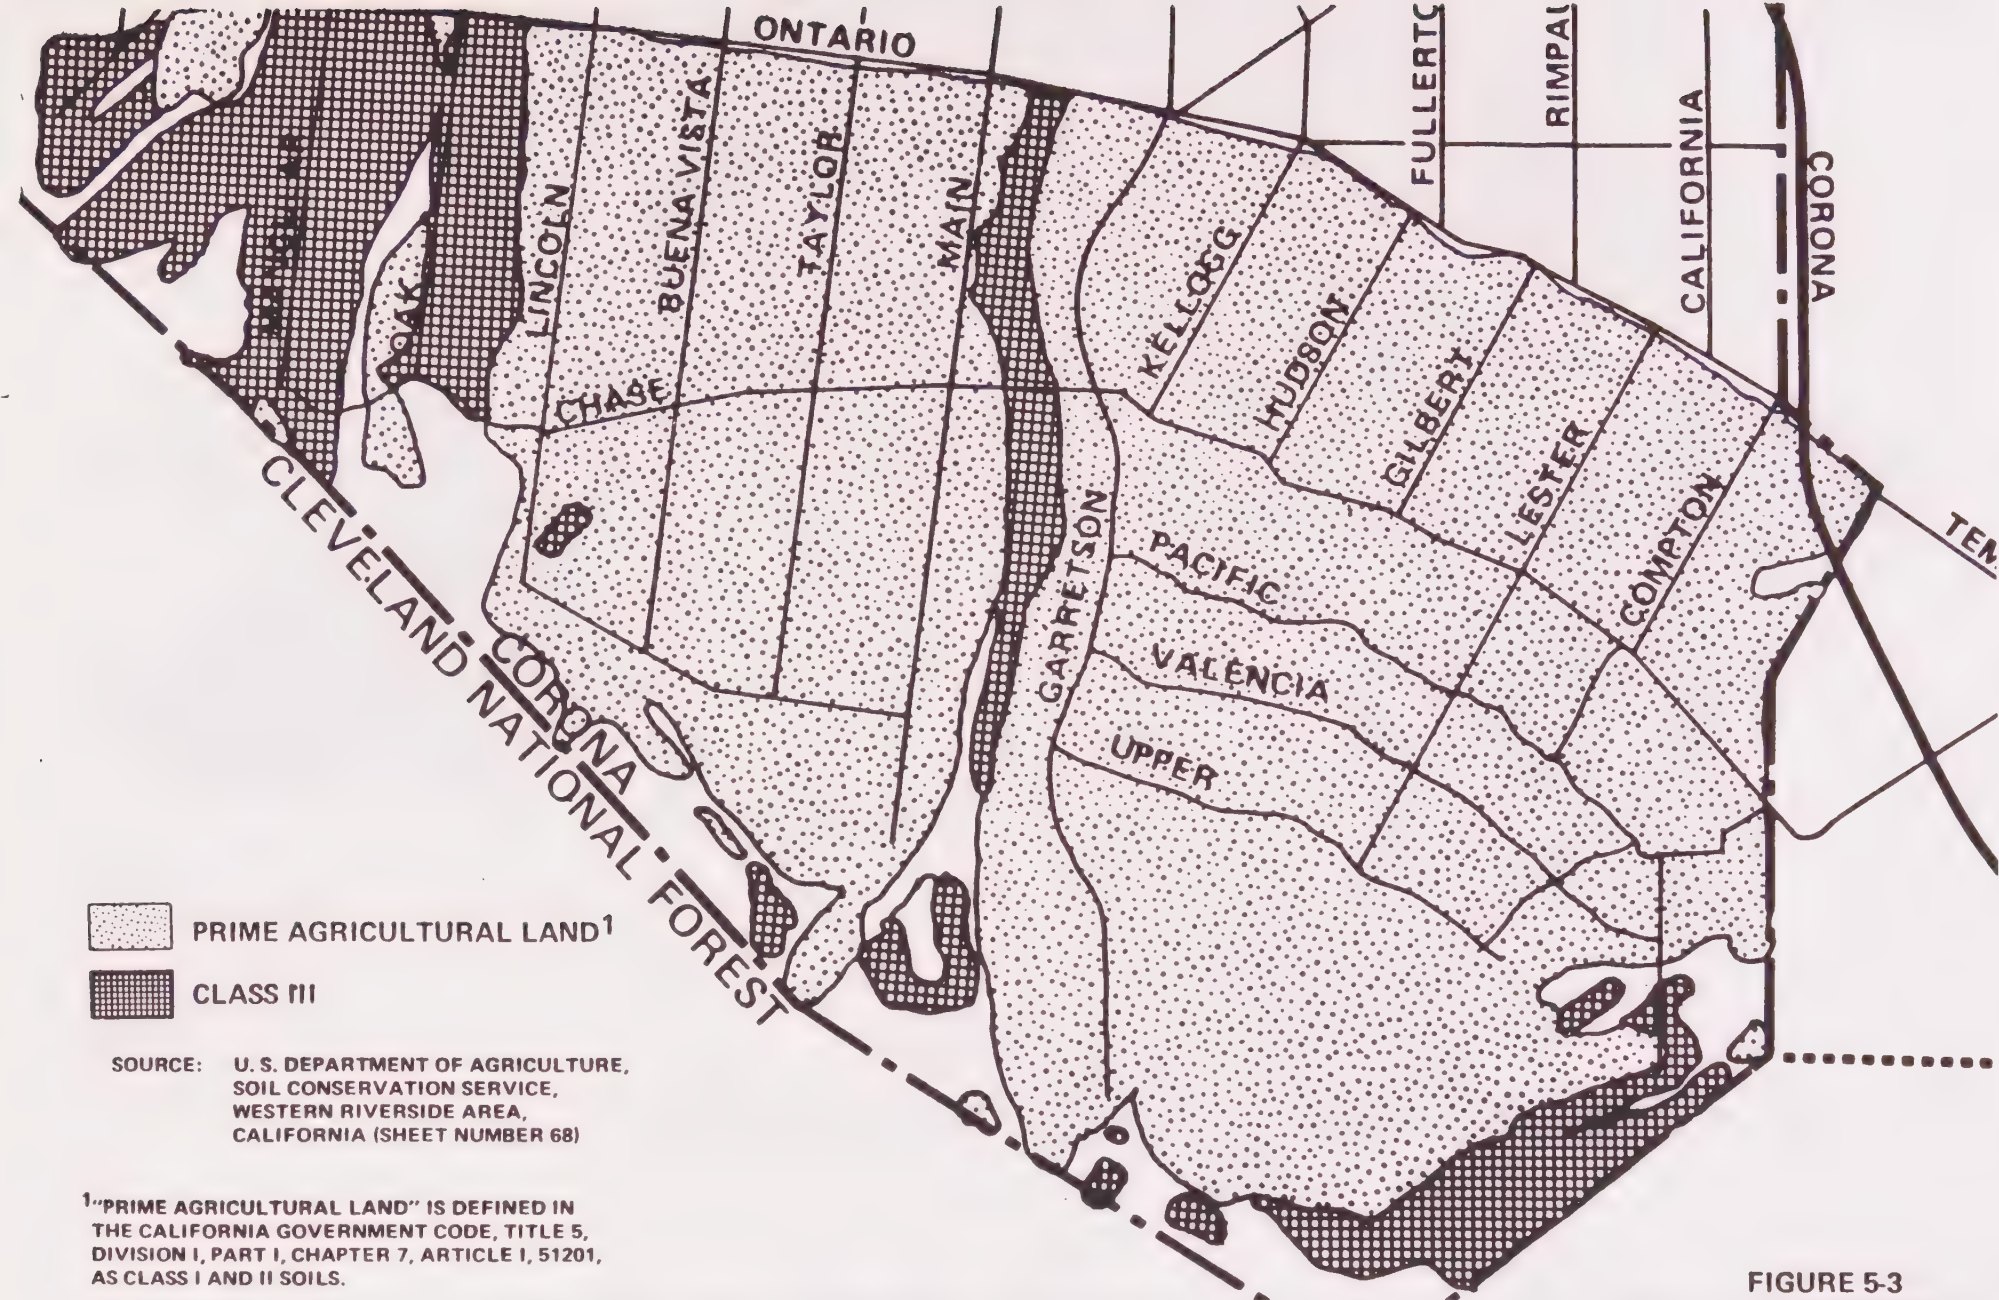 ONTARIO
LINCOLN
BUENA VISTA
TAYLOR
MAIN
OAK
CHASE
KELLOGG
HUDSON
GILBERT
LESTER
COMPTON
CALIFORNIA
CORONA
GARRETSON
PACIFIC
VALENCIA
UPPER
CORONA
CLEVELAND NATIONAL FOREST
PRIME AGRICULTURAL LAND¹
CLASS III
SOURCE: U. S. DEPARTMENT OF AGRICULTURE,
SOIL CONSERVATION SERVICE,
WESTERN RIVERSIDE AREA,
CALIFORNIA (SHEET NUMBER 68)
¹"PRIME AGRICULTURAL LAND" IS DEFINED IN
THE CALIFORNIA GOVERNMENT CODE, TITLE 5,
DIVISION I, PART I, CHAPTER 7, ARTICLE I, 51201,
AS CLASS I AND II SOILS.
FIGURE 5-3